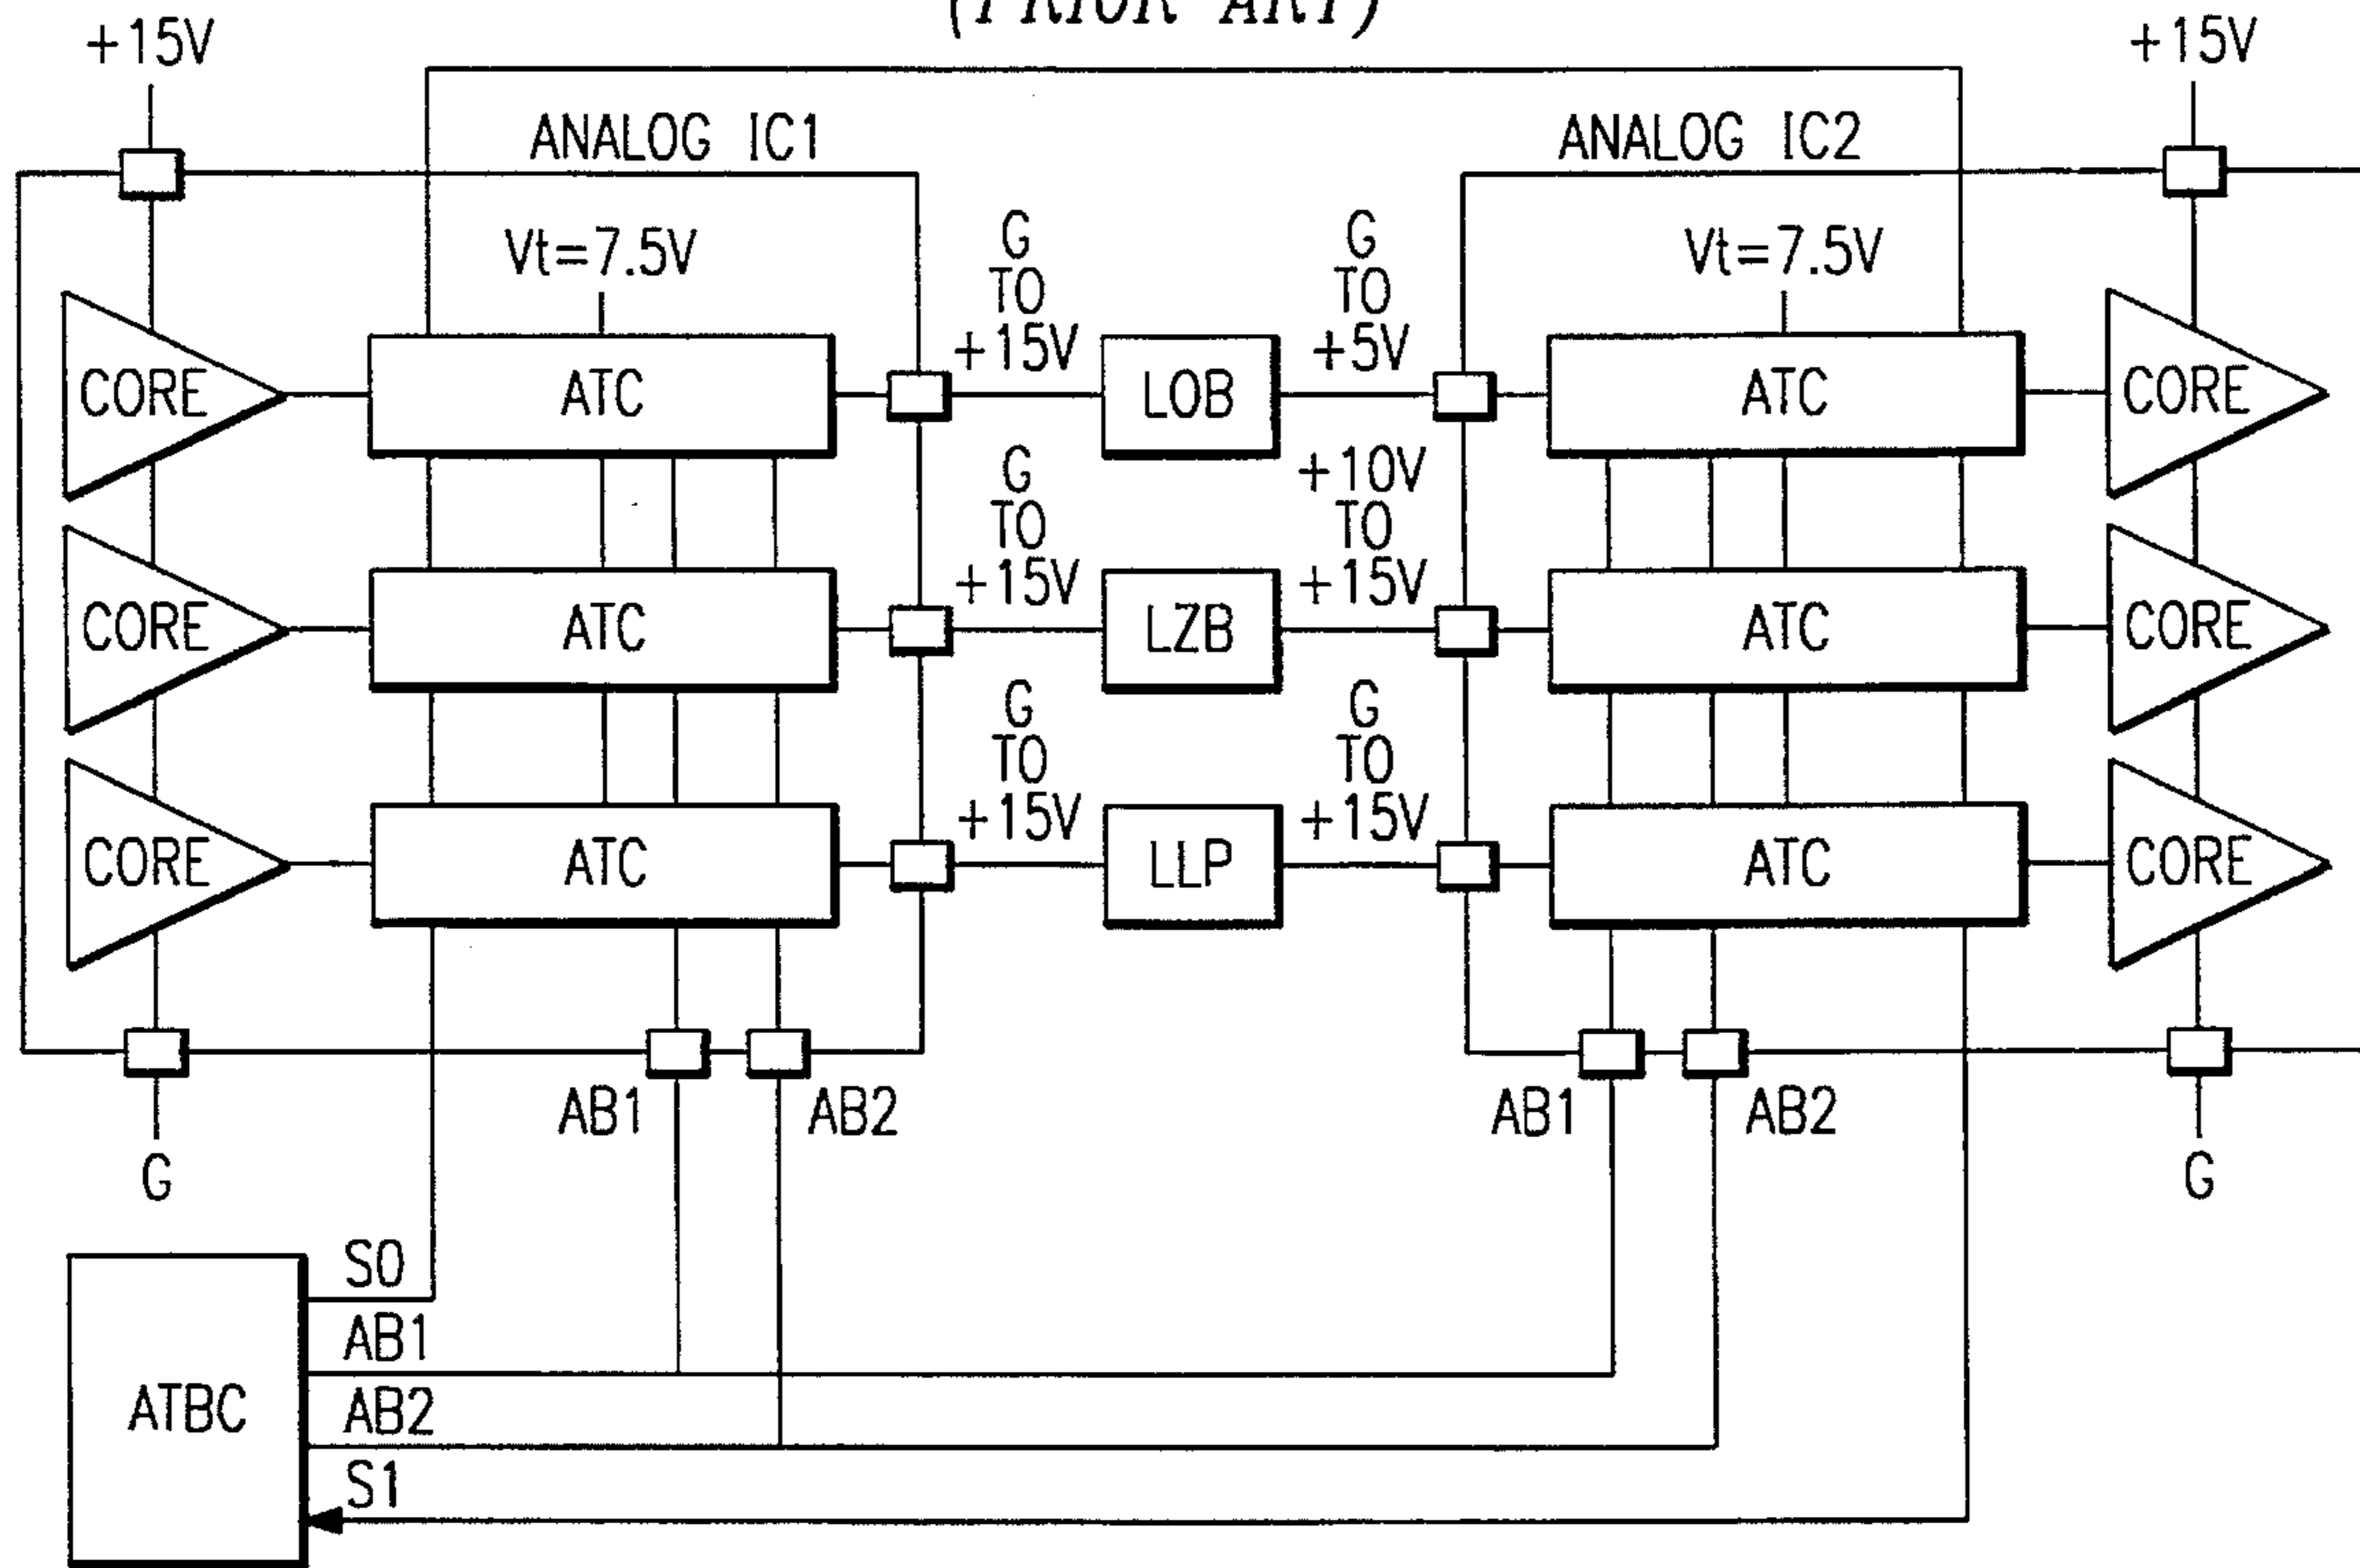 (PRIOR ART)
+15V
+15V
ANALOG IC1
ANALOG IC2
Vt=7.5V
G
TO
+15V
G
TO
+5V
Vt=7.5V
CORE
ATC
LOB
ATC
CORE
G
TO
+15V
+10V
TO
+15V
CORE
ATC
LZB
ATC
CORE
G
TO
+15V
G
TO
+15V
CORE
ATC
LLP
ATC
CORE
AB1
AB2
AB1
AB2
G
G
S0
AB1
ATBC
AB2
S1